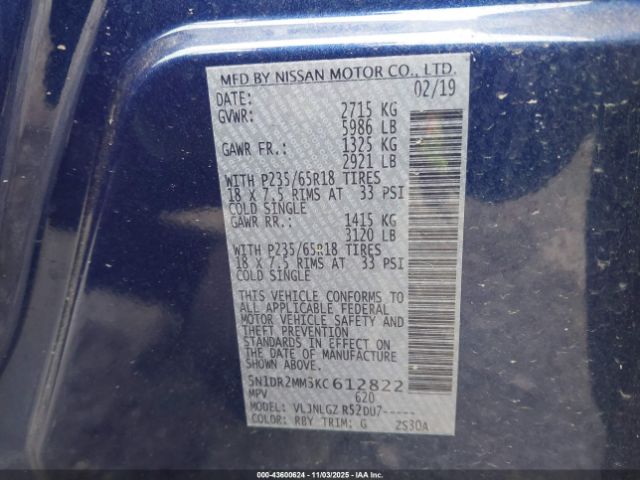 MFD BY NISSAN MOTOR CO., LTD.
DATE: 02/19
GVWR: 2715 KG
5986 LB
GAWR FR.: 1325 KG
2921 LB
WITH P235/65R18 TIRES
18 X 7.5 RIMS AT 33 PSI
COLD SINGLE
GAWR RR.: 1415 KG
3120 LB
WITH P235/65R18 TIRES
18 X 7.5 RIMS AT 33 PSI
COLD SINGLE
THIS VEHICLE CONFORMS TO
ALL APPLICABLE FEDERAL
MOTOR VEHICLE SAFETY AND
THEFT PREVENTION
STANDARDS IN EFFECT ON
THE DATE OF MANUFACTURE
SHOWN ABOVE.
5N1DR2MM3KC612822
MPV 620
MODEL: VLJNLGZ R52DU7-----
COLOR: RBY TRIM: G 2S30A
000-43600624 - 11/03/2025 - IAAI.com